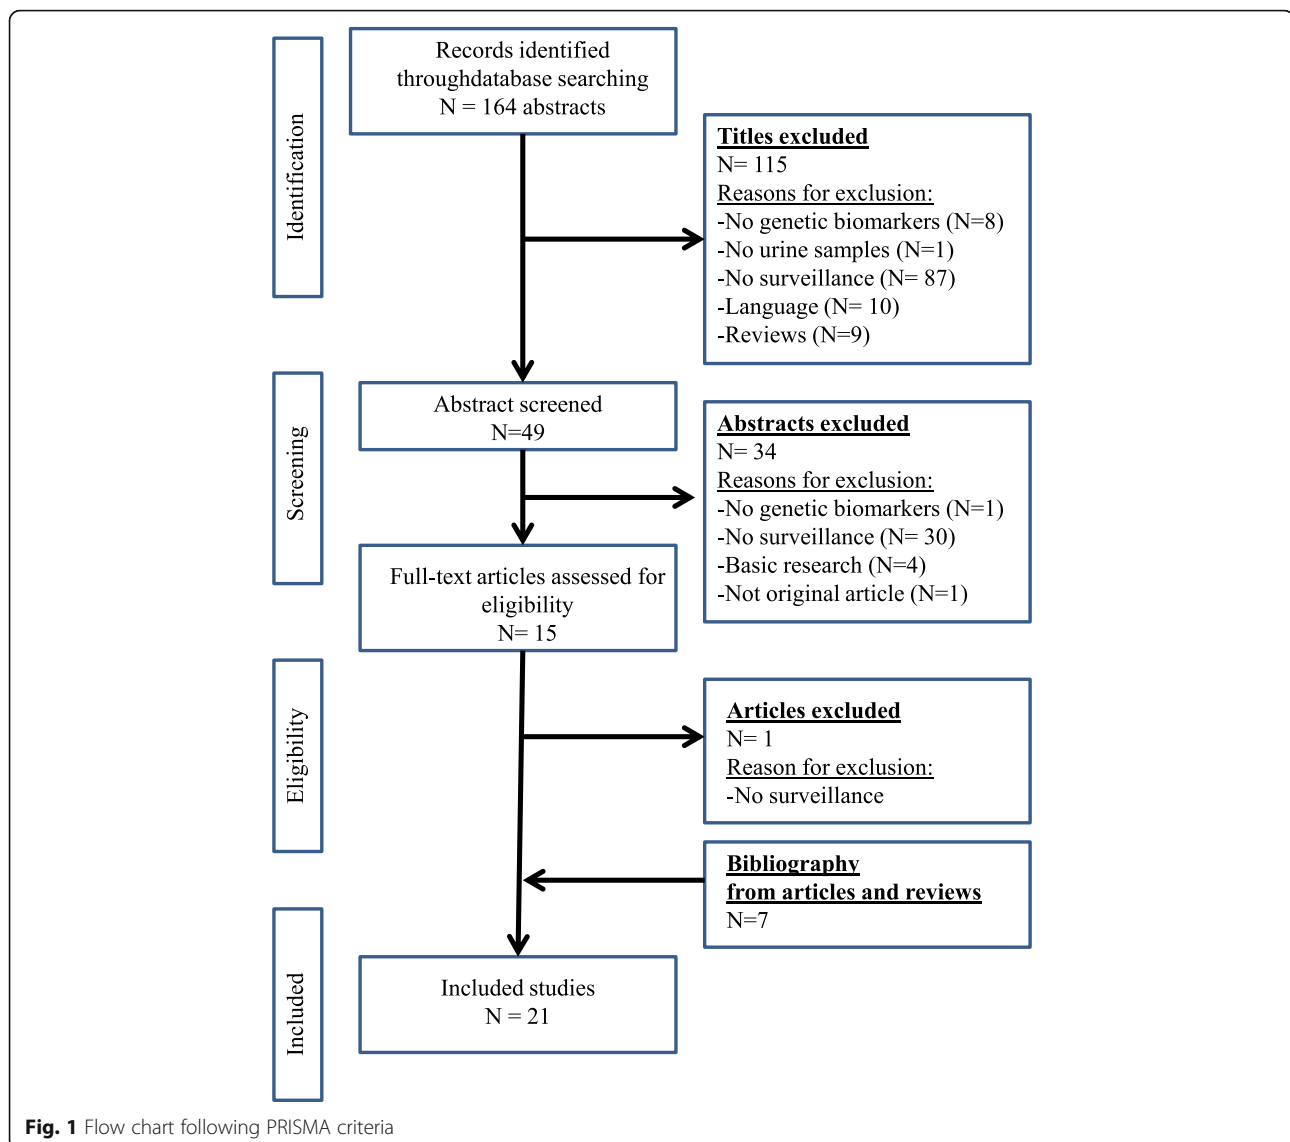 Identification
Records identified
throughdatabase searching
N = 164 abstracts
Titles excluded
N= 115
Reasons for exclusion:
-No genetic biomarkers (N=8)
-No urine samples (N=1)
-No surveillance (N= 87)
-Language (N= 10)
-Reviews (N=9)
Screening
Abstract screened
N=49
Abstracts excluded
N= 34
Reasons for exclusion:
-No genetic biomarkers (N=1)
-No surveillance (N= 30)
-Basic research (N=4)
-Not original article (N=1)
Full-text articles assessed for
eligibility
N= 15
Eligibility
Articles excluded
N= 1
Reason for exclusion:
-No surveillance
Bibliography
from articles and reviews
N=7
Included
Included studies
N = 21
Fig. 1 Flow chart following PRISMA criteria